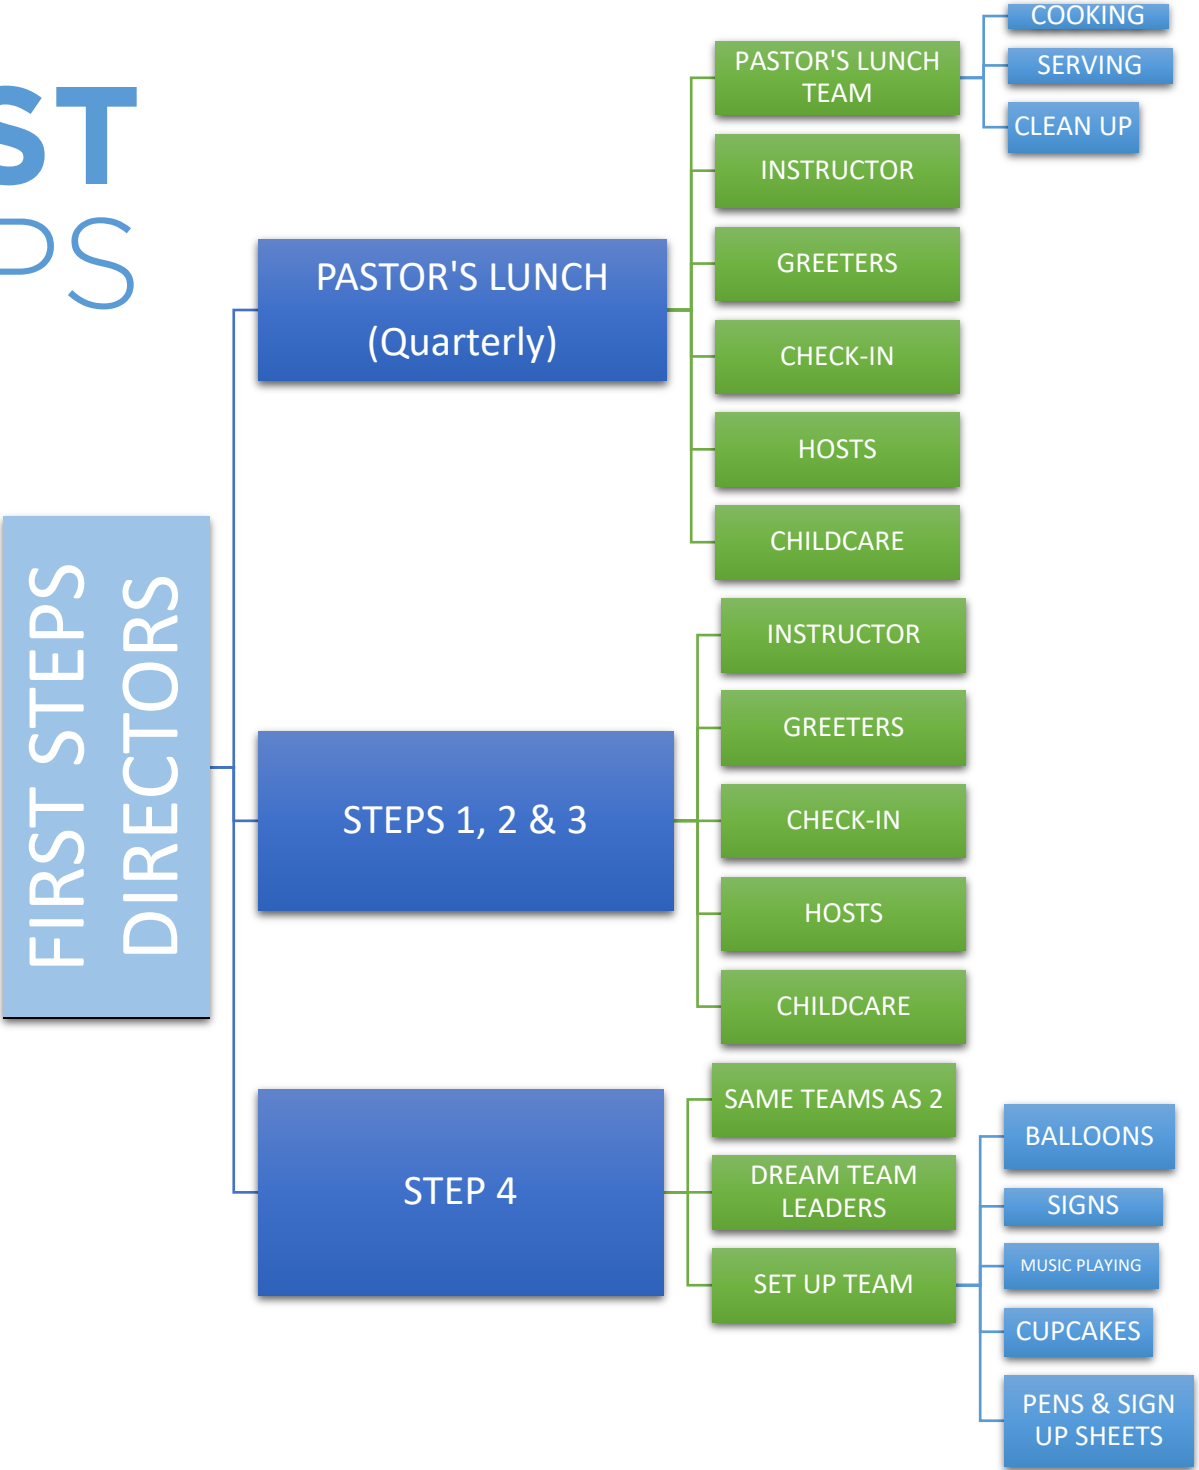 ST
PS
FIRST STEPS
DIRECTORS
PASTOR'S LUNCH
(Quarterly)
PASTOR'S LUNCH
TEAM
COOKING
SERVING
CLEAN UP
INSTRUCTOR
GREETERS
CHECK-IN
HOSTS
CHILDCARE
STEPS 1, 2 & 3
INSTRUCTOR
GREETERS
CHECK-IN
HOSTS
CHILDCARE
STEP 4
SAME TEAMS AS 2
DREAM TEAM
LEADERS
SET UP TEAM
BALLOONS
SIGNS
MUSIC PLAYING
CUPCAKES
PENS & SIGN
UP SHEETS